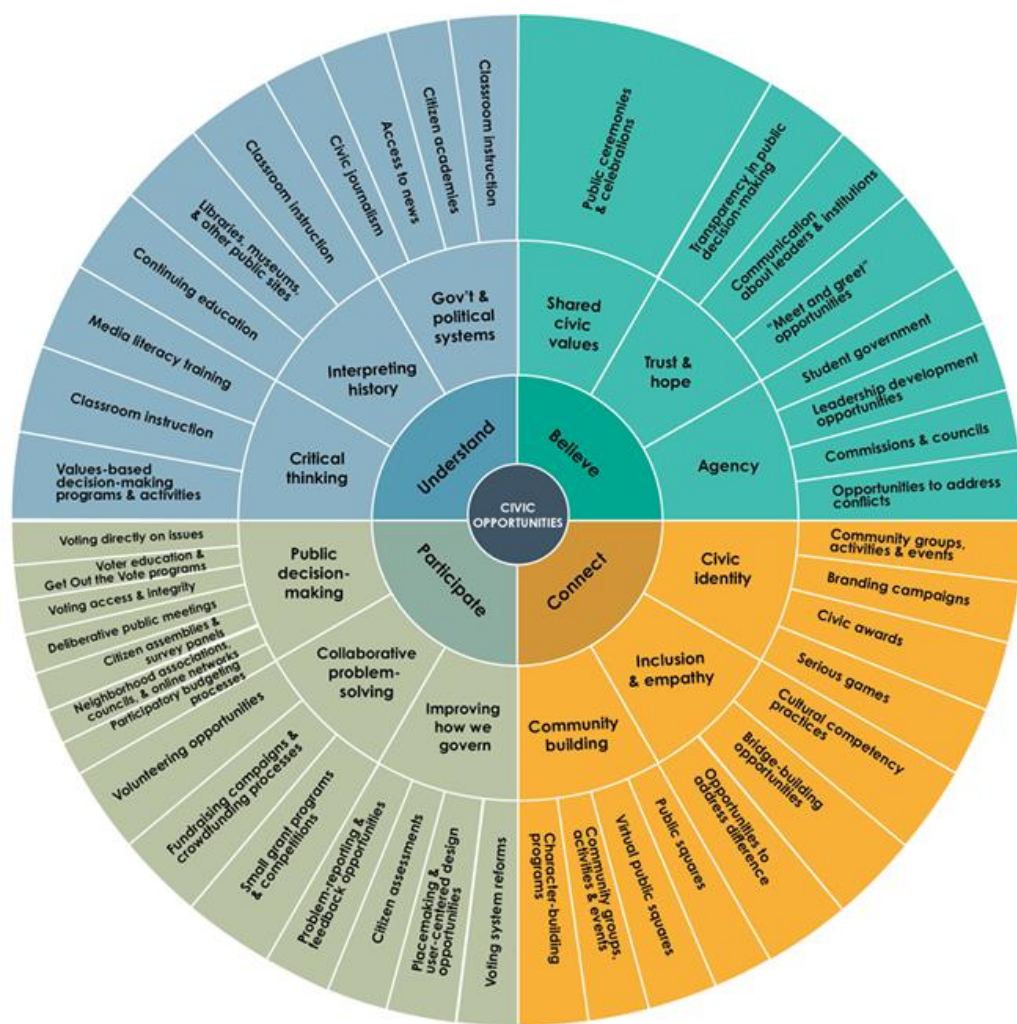 CIVIC
OPPORTUNITIES
Understand
Believe
Participate
Connect
Gov't &
political
systems
Interpreting
history
Critical
thinking
Classroom instruction
Citizen academies
Access to news
Civic journalism
Classroom instruction
Libraries, museums,
& other public sites
Continuing education
Media literacy training
Classroom instruction
Values-based
decision-making
programs & activities
Shared
civic
values
Trust &
hope
Agency
Public ceremonies
& celebrations
Transparency in public
decision-making
Communication
about leaders & institutions
"Meet and greet"
opportunities
Student government
Leadership development
opportunities
Commissions & councils
Opportunities to address
conflicts
Civic
identity
Inclusion
& empathy
Community
building
Community groups,
activities & events
Branding campaigns
Civic awards
Serious games
Cultural competency
practices
Bridge-building
opportunities
Opportunities to
address difference
Public squares
Virtual public squares
Community groups,
activities & events
Character-building
programs
Public
decision-
making
Collaborative
problem-
solving
Improving
how we
govern
Voting directly on issues
Voter education &
Get Out the Vote programs
Voting access & integrity
Deliberative public meetings
Citizen assemblies &
survey panels
Neighborhood associations,
councils, & online networks
Participatory budgeting
processes
Volunteering opportunities
Fundraising campaigns &
crowdfunding processes
Small grant programs
& competitions
Problem-reporting &
feedback opportunities
Citizen assessments
Placemaking &
user-centered design
opportunities
Voting system reforms